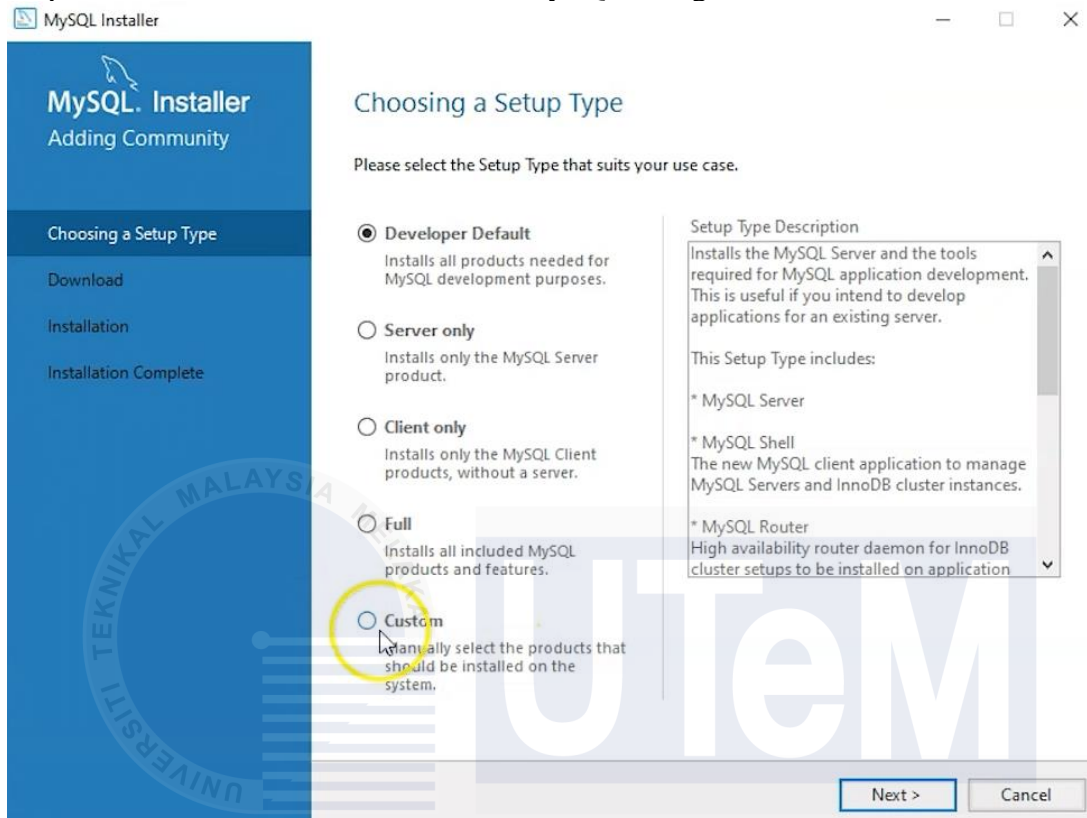 MySQL Installer
MySQL. Installer
Adding Community
Choosing a Setup Type
Download
Installation
Installation Complete
Choosing a Setup Type
Please select the Setup Type that suits your use case.
Developer Default
Installs all products needed for
MySQL development purposes.
Server only
Installs only the MySQL Server
product.
Client only
Installs only the MySQL Client
products, without a server.
Full
Installs all included MySQL
products and features.
Custom
Manually select the products that
should be installed on the
system.
Setup Type Description
Installs the MySQL Server and the tools
required for MySQL application development.
This is useful if you intend to develop
applications for an existing server.
This Setup Type includes:
* MySQL Server
* MySQL Shell
The new MySQL client application to manage
MySQL Servers and InnoDB cluster instances.
* MySQL Router
High availability router daemon for InnoDB
cluster setups to be installed on application
Next >
Cancel
UNIVERSITI TEKNIKAL MALAYSIA MELAKA
UTeM